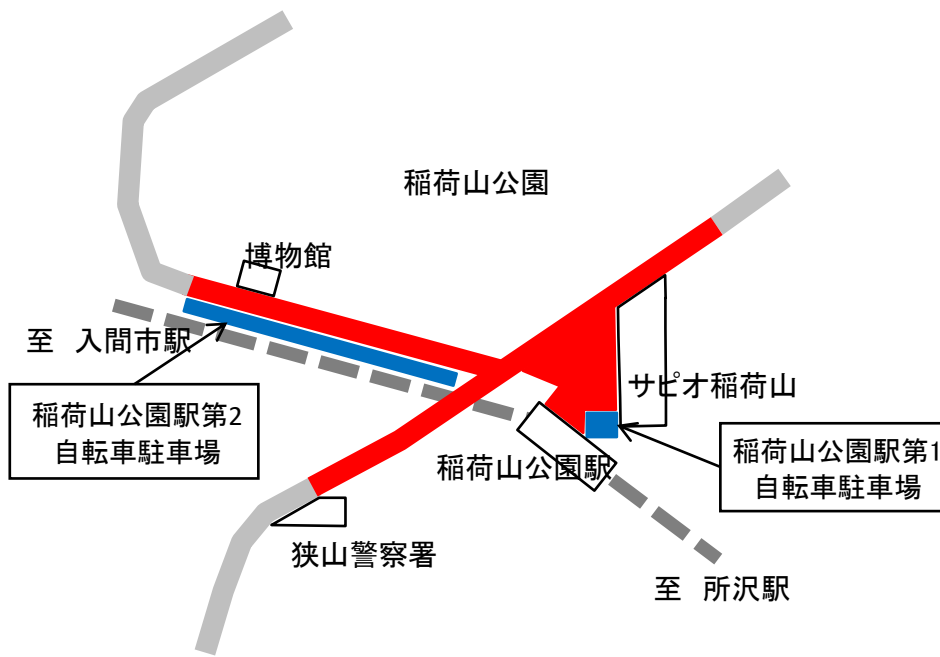 稲荷山公園
博物館
至　入間市駅
サピオ稲荷山
稲荷山公園駅第2
自転車駐車場
稲荷山公園駅
稲荷山公園駅第1
自転車駐車場
狭山警察署
至　所沢駅